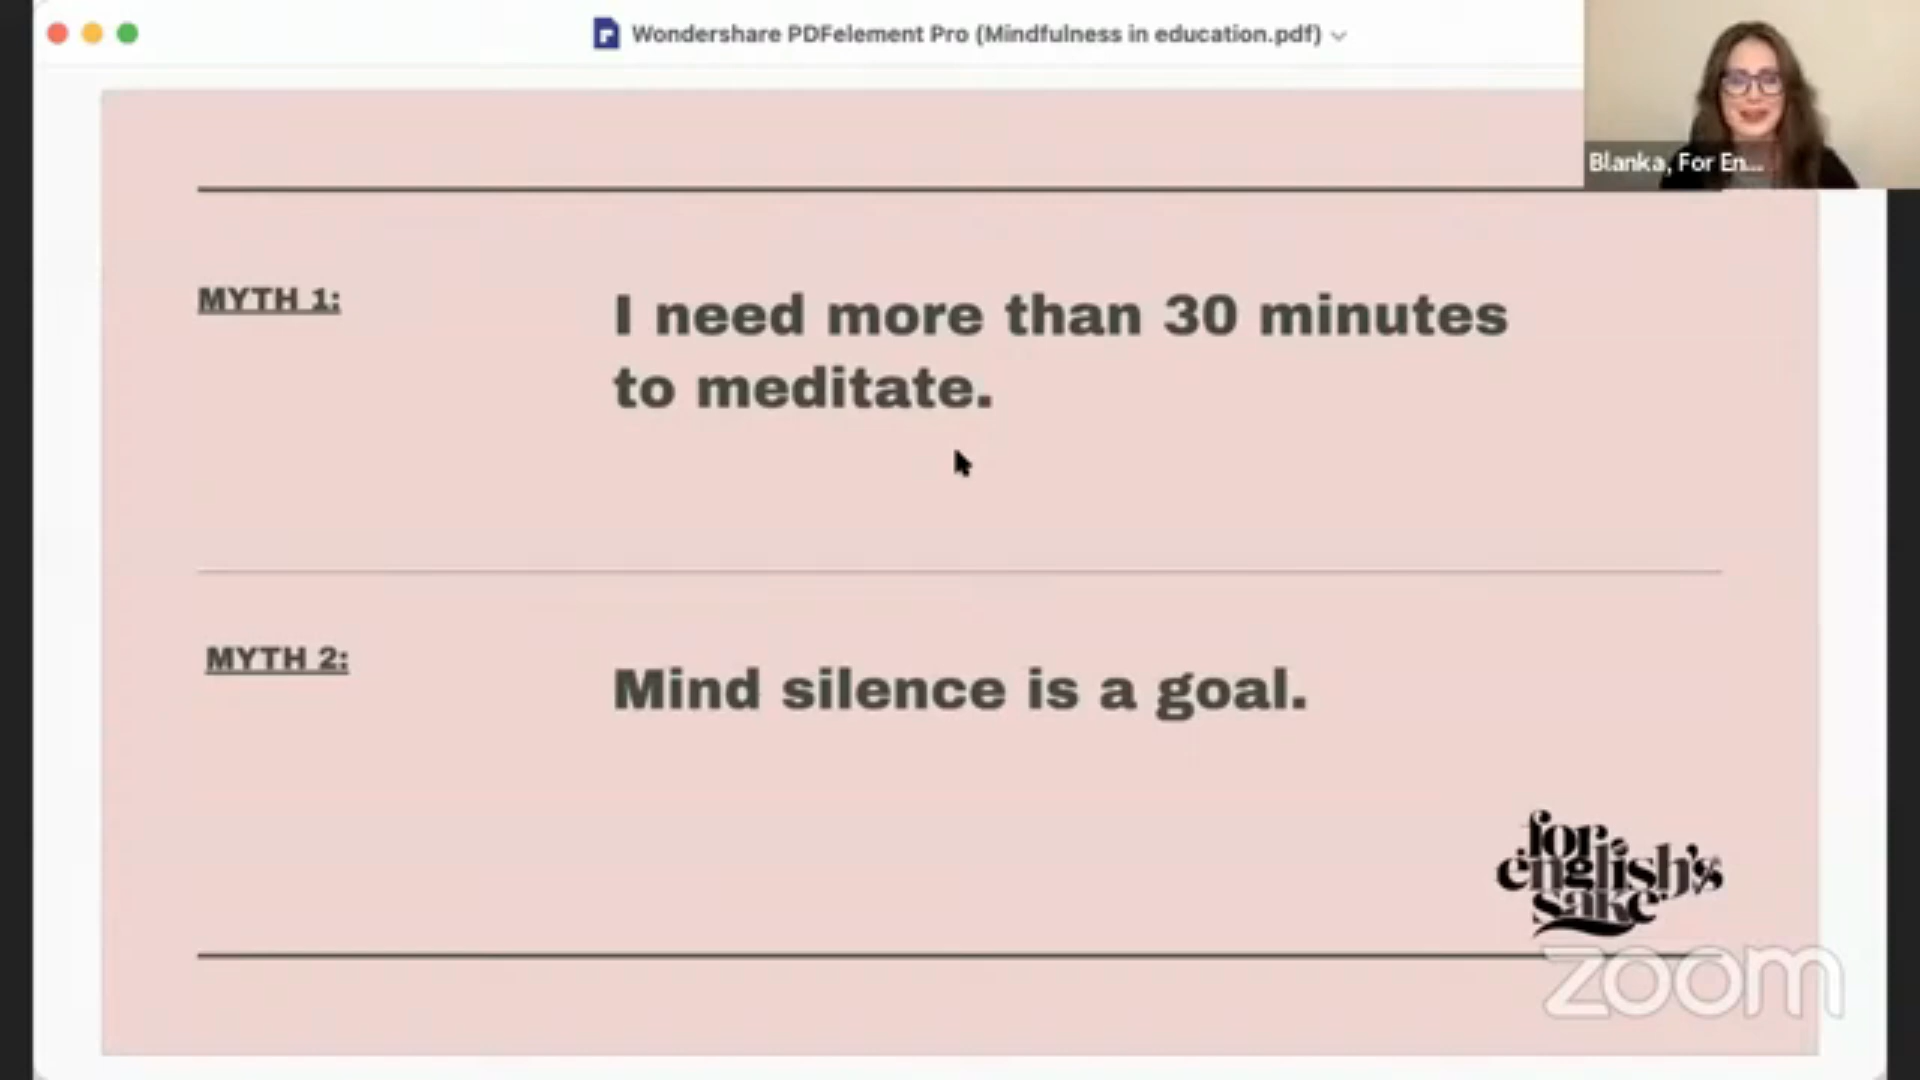 Wondershare PDFelement Pro (Mindfulness in education.pdf)
Blanka, For En...
MYTH 1:
I need more than 30 minutes
to meditate.
MYTH 2:
Mind silence is a goal.
for
english's
sake
zoom